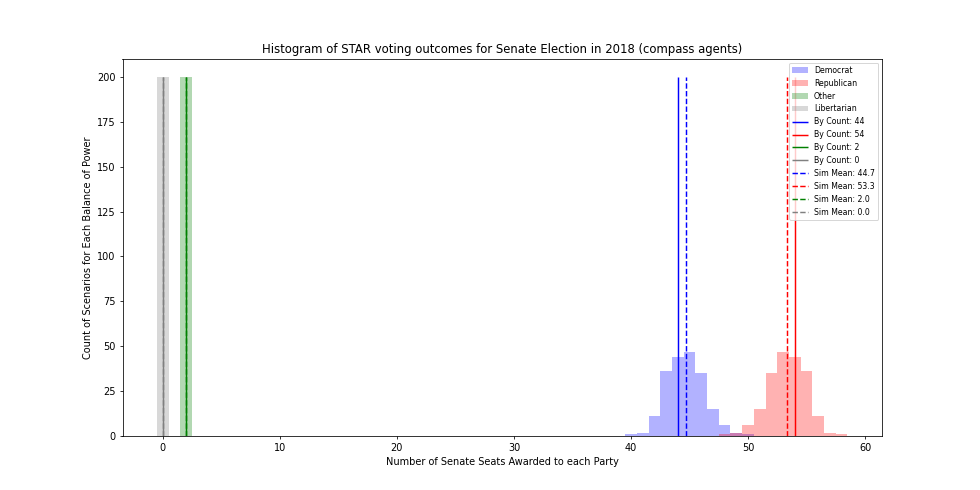 Histogram of STAR voting outcomes for Senate Election in 2018 (compass agents)
Count of Scenarios for Each Balance of Power
200
175
150
125
100
75
50
25
0
Democrat
Republican
Other
Libertarian
By Count: 44
By Count: 54
By Count: 2
By Count: 0
Sim Mean: 44.7
Sim Mean: 53.3
Sim Mean: 2.0
Sim Mean: 0.0
0 10 20 30 40 50 60
Number of Senate Seats Awarded to each Party